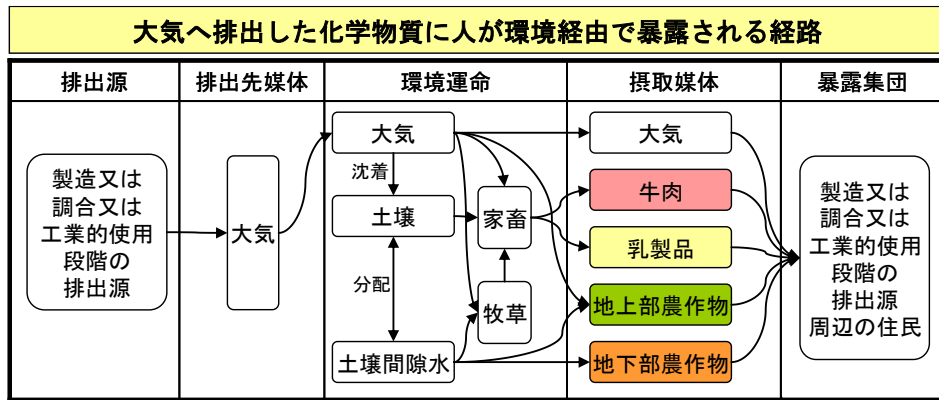 大気へ排出した化学物質に人が環境経由で暴露される経路
排出源
排出先媒体
環境運命
摂取媒体
暴露集団
製造又は
調合又は
工業的使用
段階の
排出源
大気
大気
沈着
土壌
分配
土壌間隙水
家畜
牧草
大気
牛肉
乳製品
地上部農作物
地下部農作物
製造又は
調合又は
工業的使用
段階の
排出源
周辺の住民